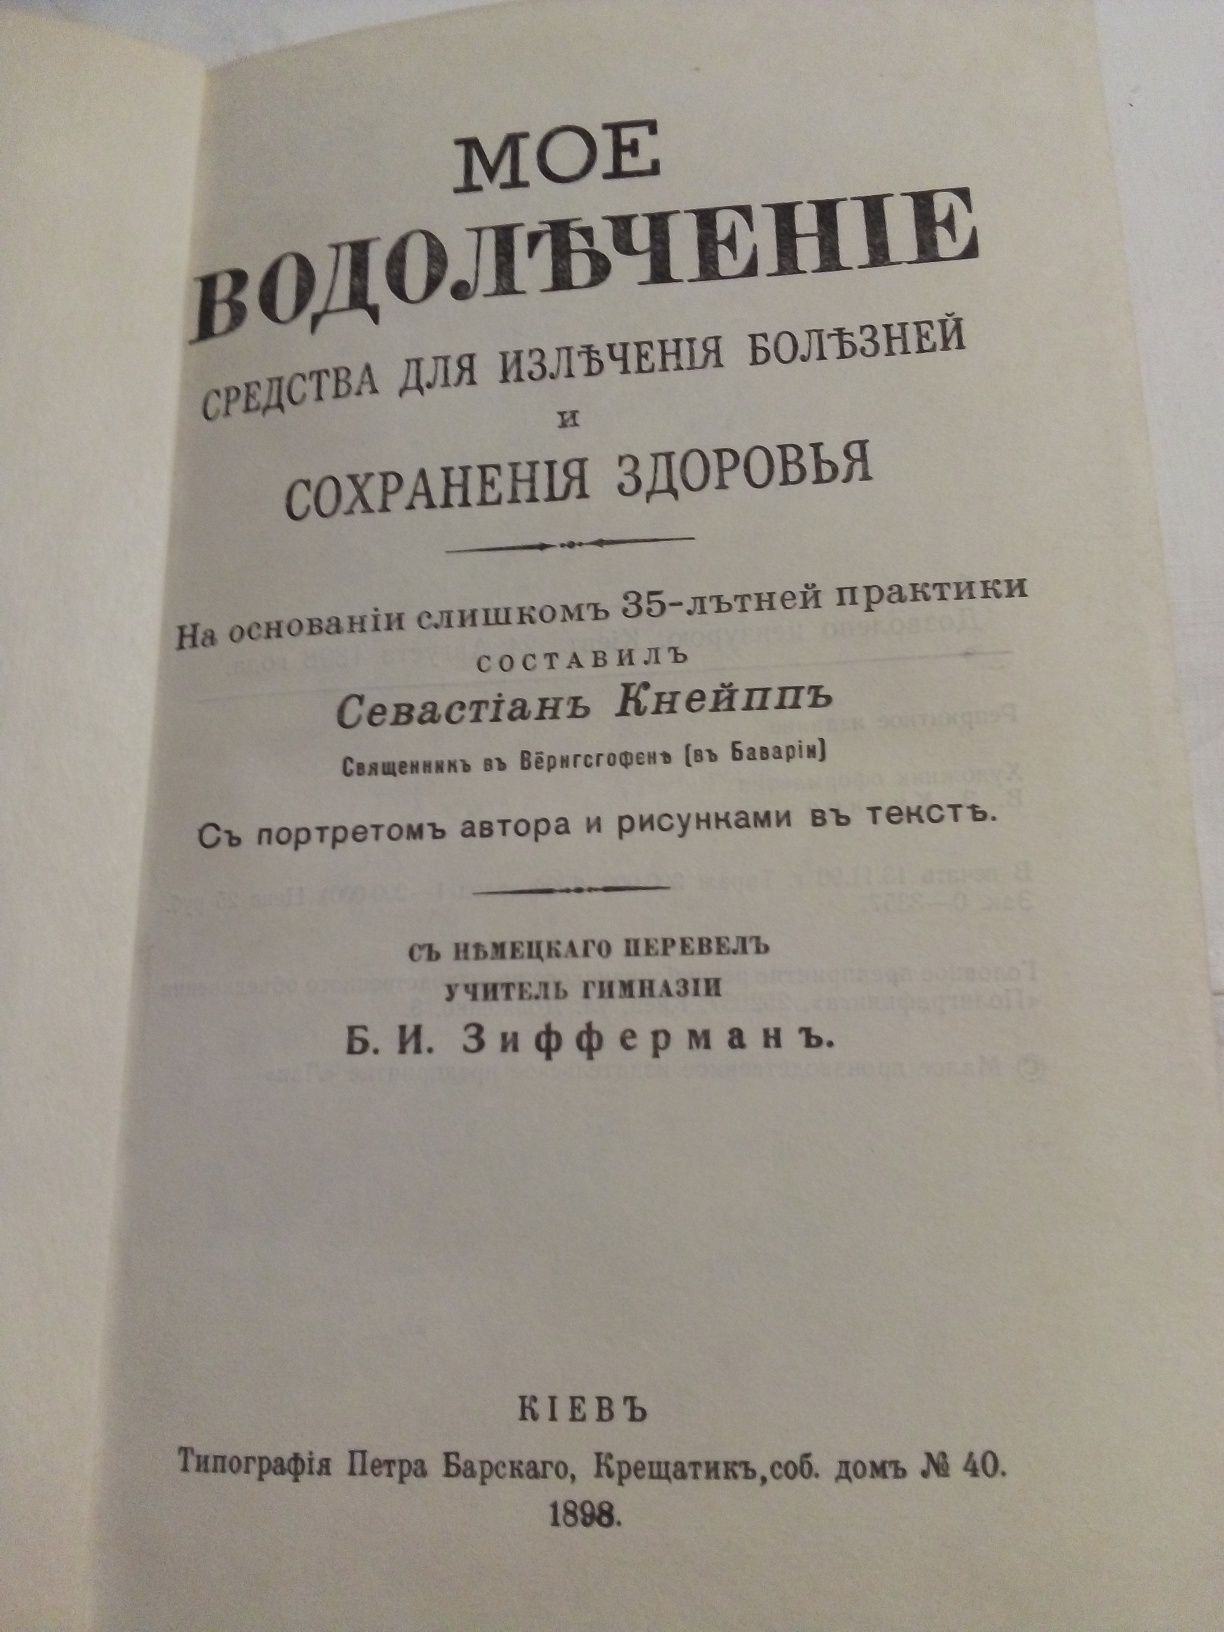 МОЕ
ВОДОЛѢЧЕНІЕ
СРЕДСТВА ДЛЯ ИЗЛѢЧЕНІЯ БОЛѢЗНЕЙ
и
СОХРАНЕНІЯ ЗДОРОВЬЯ
На основаніи слишкомъ 35-лѣтней практики
составилъ
Севастіанъ Кнейппъ
Священникъ въ Вёригсгофенѣ (въ Баваріи)
Съ портретомъ автора и рисунками въ текстѣ.
СЪ НѢМЕЦКАГО ПЕРЕВЕЛЪ
УЧИТЕЛЬ ГИМНАЗІИ
Б. И. Зифферманъ.
КІЕВЪ
Типографія Петра Барскаго, Крещатикъ, соб. домъ № 40.
1898.